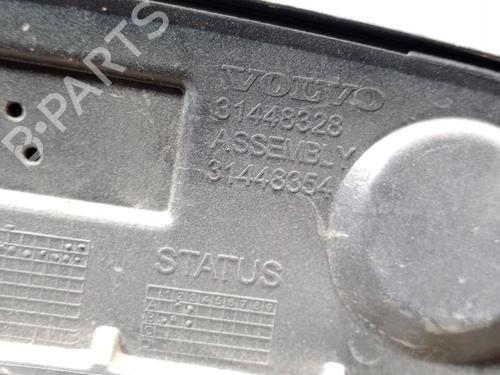 B-PARTS
VOLVO
31448328
ASSEMBLY
31448354
STATUS
1 2 3 4 5 6 7 8 9
A
B
C
D